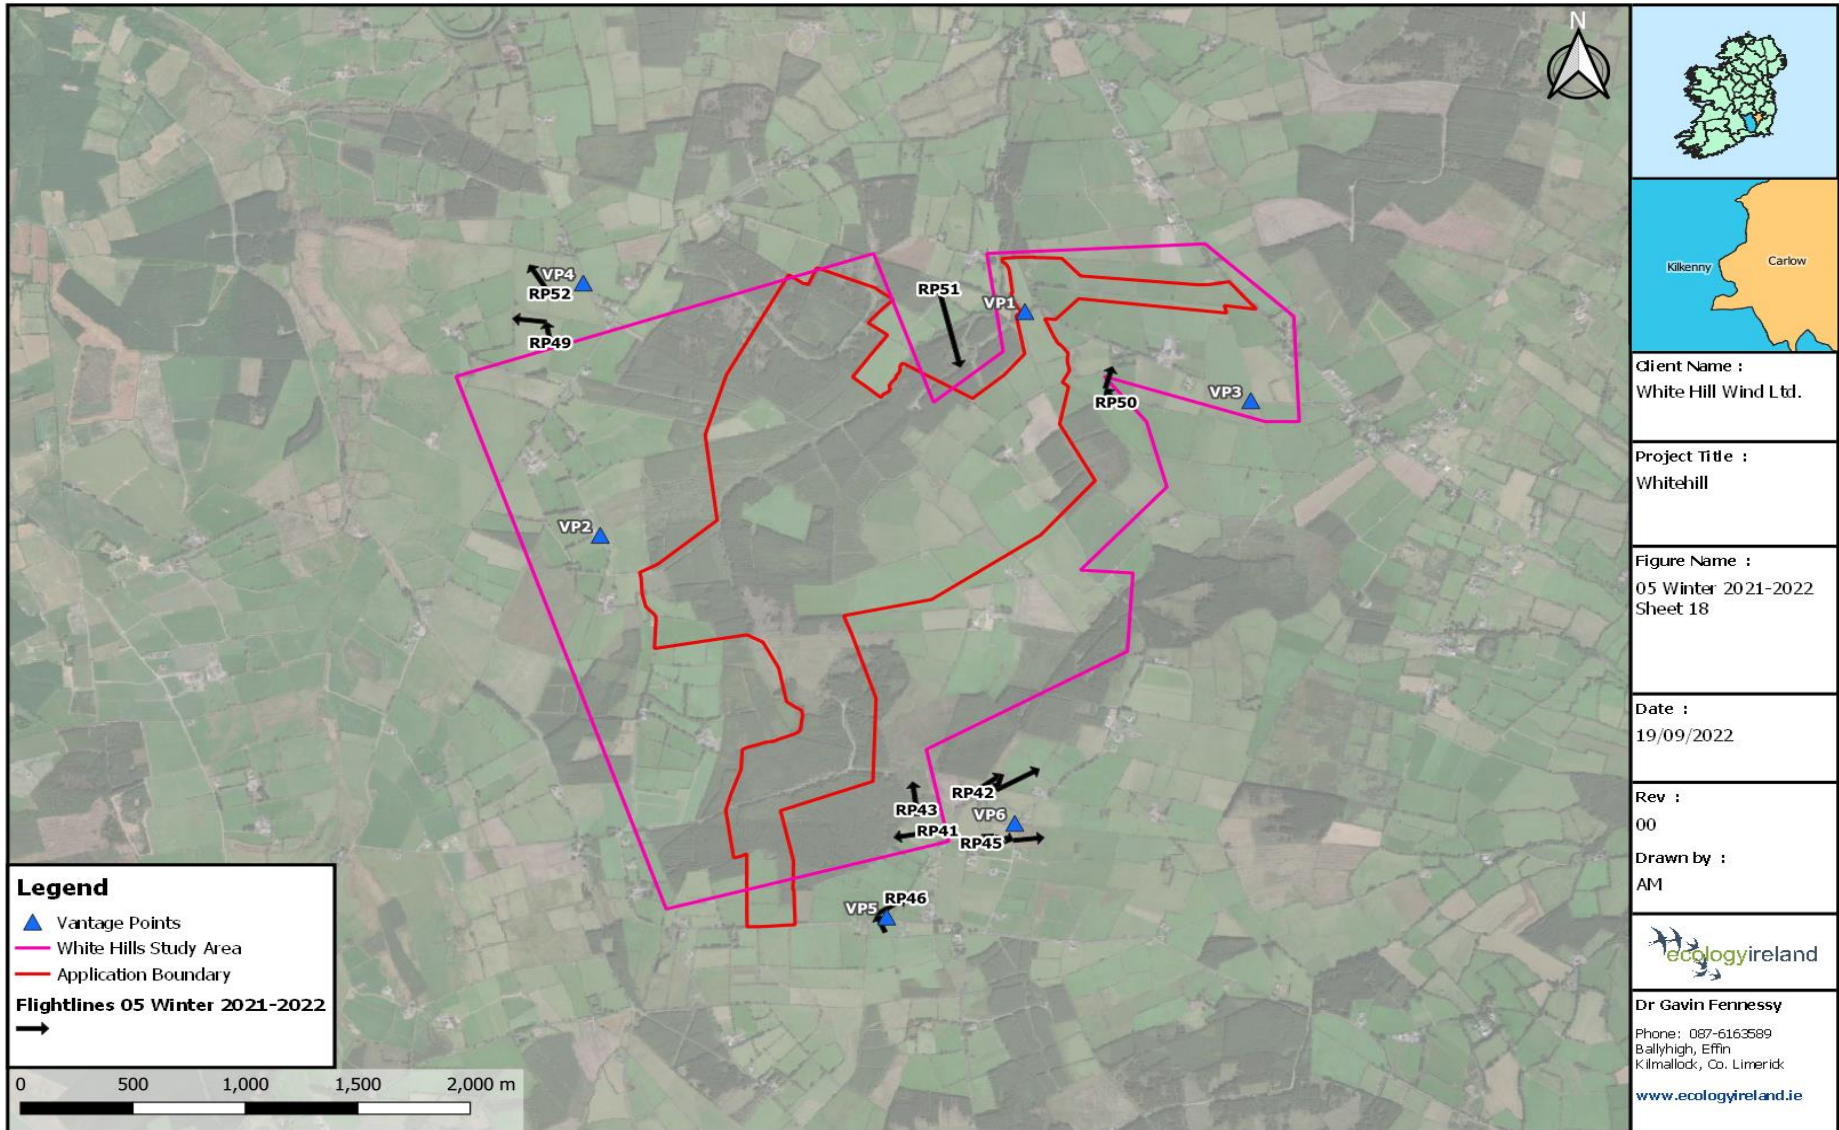 N
VP4
RP52
RP49
RP51
VP1
VP3
RP50
VP2
RP42
RP43
VP6
RP41
RP45
RP46
VP5
Legend
Vantage Points
White Hills Study Area
Application Boundary
Flightlines 05 Winter 2021-2022
0 500 1,000 1,500 2,000 m
Kilkenny
Carlow
Client Name :
White Hill Wind Ltd.
Project Title :
Whitehill
Figure Name :
05 Winter 2021-2022
Sheet 18
Date :
19/09/2022
Rev :
00
Drawn by :
AM
ecologyireland
Dr Gavin Fennessy
Phone: 087-6163589
Ballyhigh, Effin
Kilmallock, Co. Limerick
www.ecologyireland.ie